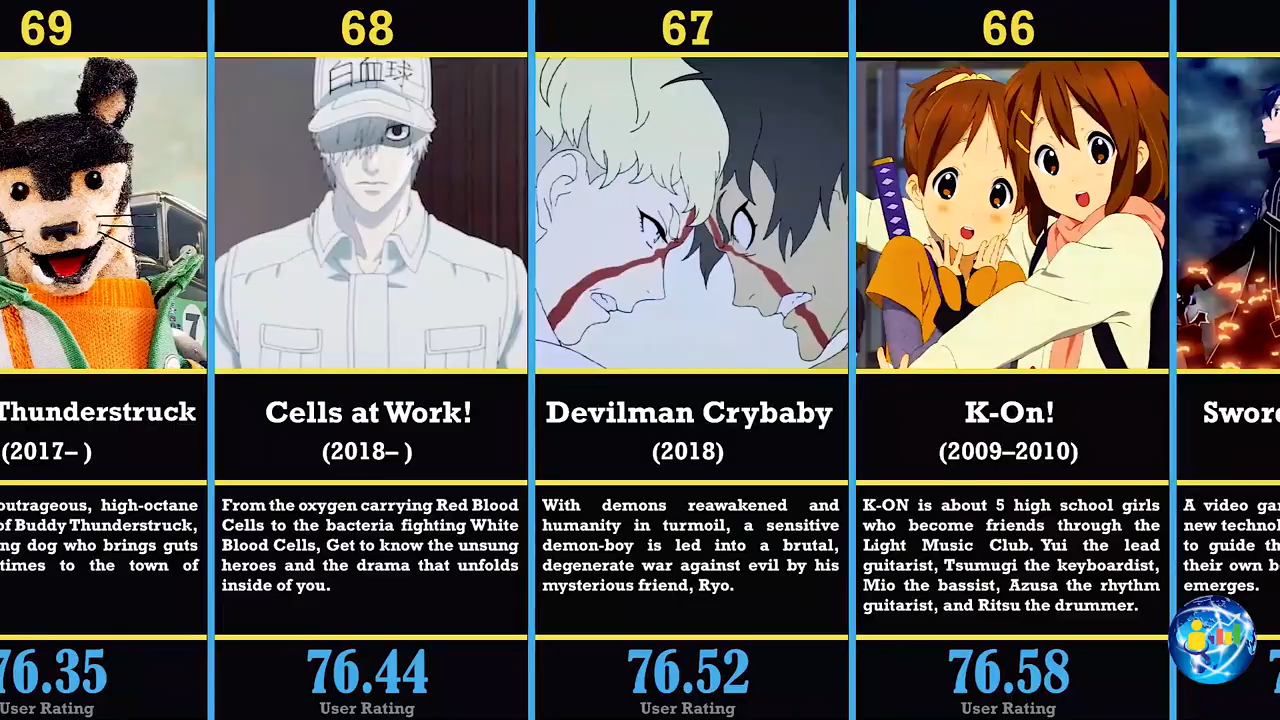 69
68
67
66
白血球
7
Thunderstruck
(2017– )
Cells at Work!
(2018– )
Devilman Crybaby
(2018)
K-On!
(2009–2010)
outrageous, high-octane
of Buddy Thunderstruck,
dog who brings guts
times to the town of
From the oxygen carrying Red Blood
Cells to the bacteria fighting White
Blood Cells, Get to know the unsung
heroes and the drama that unfolds
inside of you.
With demons reawakened and
humanity in turmoil, a sensitive
demon-boy is led into a brutal,
degenerate war against evil by his
mysterious friend, Ryo.
K-ON is about 5 high school girls
who become friends through the
Light Music Club. Yui the lead
guitarist, Tsumugi the keyboardist,
Mio the bassist, Azusa the rhythm
guitarist, and Ritsu the drummer.
A video
new
to guide
their own
emerges.
76.35
User Rating
76.44
User Rating
76.52
User Rating
76.58
User Rating